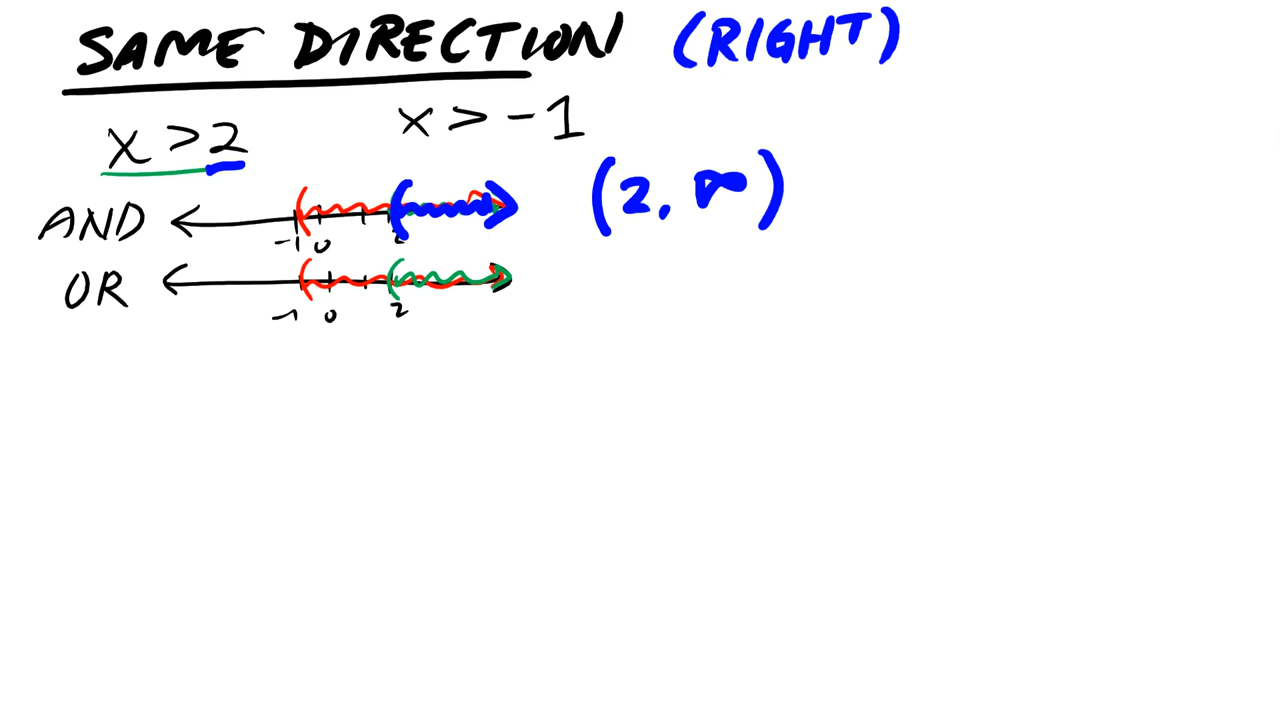 SAME DIRECTION (RIGHT)
x > 2 x > -1
AND -1 0 2 (2, ∞)
OR -1 0 2